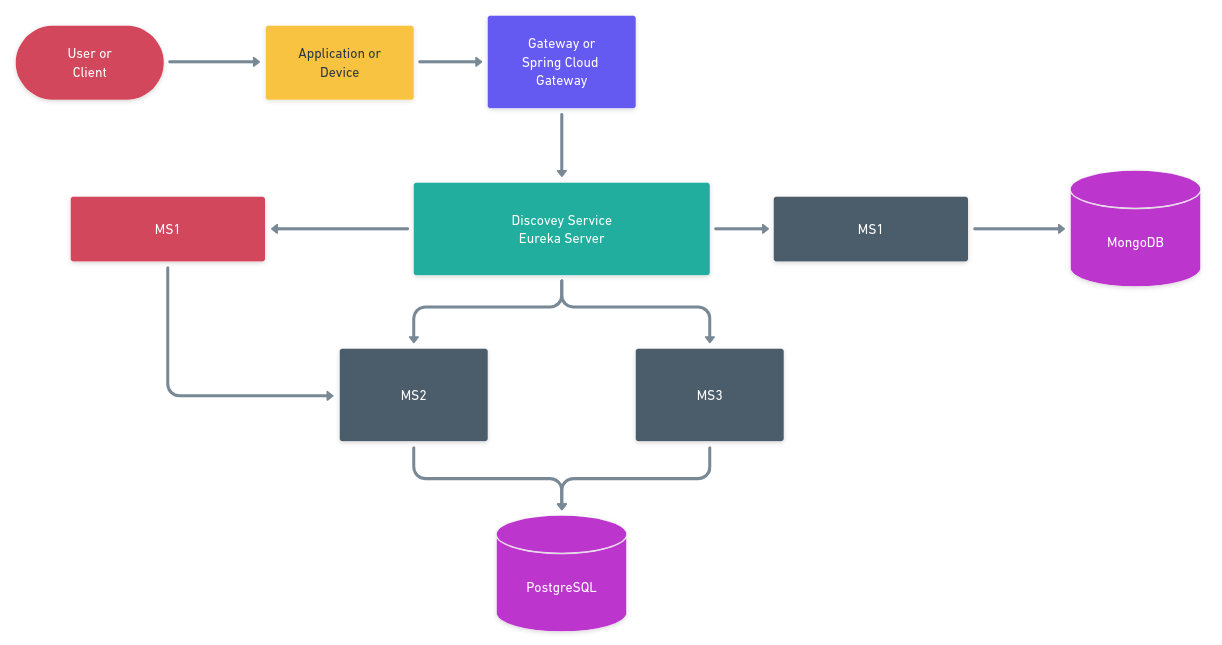 User or
Client
Application or
Device
Gateway or
Spring Cloud
Gateway
MS1
Discovey Service
Eureka Server
MS1
MongoDB
MS2
MS3
PostgreSQL